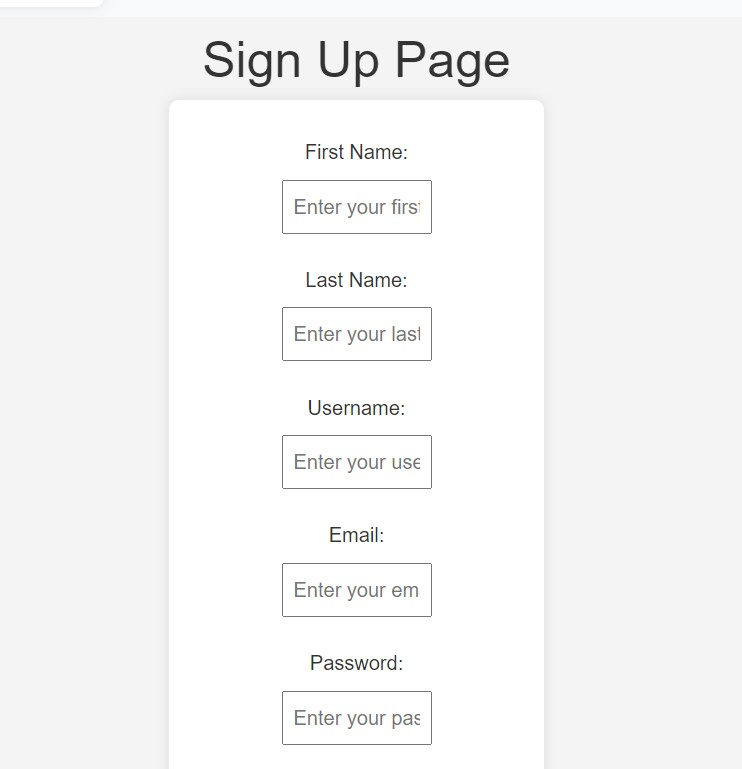 Sign Up Page
First Name:
Enter your first
Last Name:
Enter your last
Username:
Enter your use
Email:
Enter your em
Password:
Enter your pas